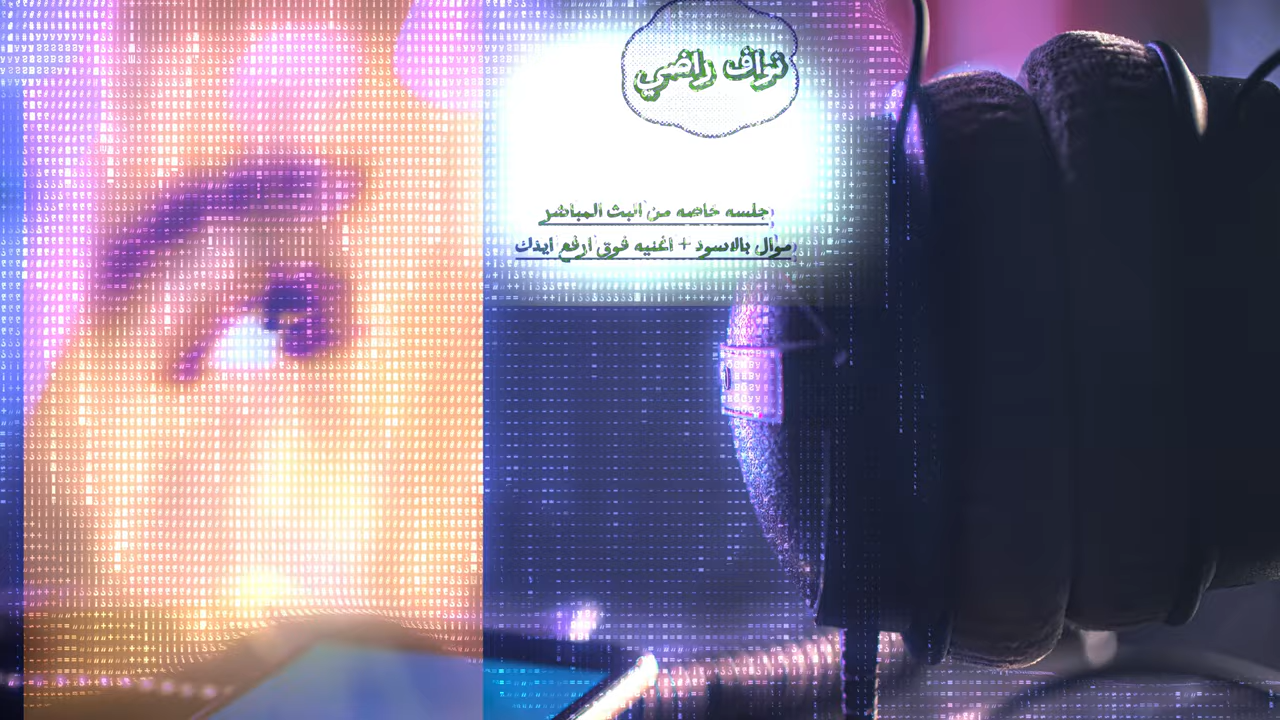 نواف راضي
جلسه خاصه من البث المباشر
موال بالاسود + اغنيه فوق ارفع ايدك